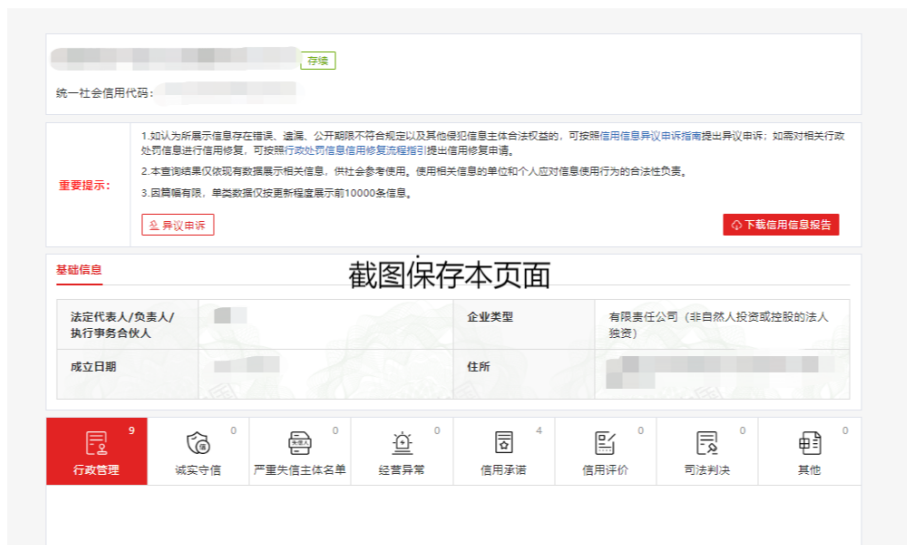 存续
统一社会信用代码：
重要提示：
1.如认为所展示信息存在错误、遗漏、公开期限不符合规定以及其他侵犯信息主体合法权益的，可按照信用信息异议申诉指南提出异议申诉；如需对相关行政
处罚信息进行信用修复，可按照行政处罚信息信用修复流程指引提出信用修复申请。
2.本查询结果仅依现有数据展示相关信息，供社会参考使用。使用相关信息的单位和个人应对信息使用行为的合法性负责。
3.因篇幅有限，单类数据仅按更新程度展示前10000条信息。
异异申诉
下载信用信息报告
基础信息
截图保存本页面
法定代表人/负责人/
执行事务合伙人
企业类型
有限责任公司（非自然人投资或控股的法人
独资）
成立日期
住所
9
行政管理
0
诚实守信
0
严重失信主体名单
0
经营异常
4
信用承诺
0
信用评价
0
司法判决
0
其他